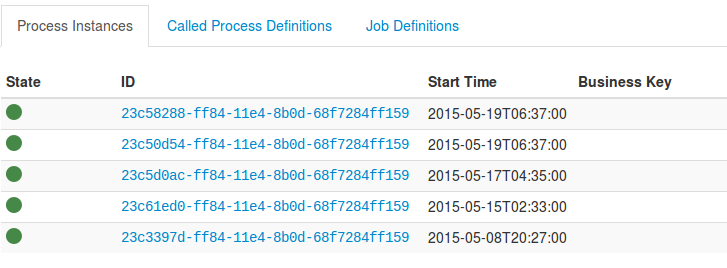 Process Instances Called Process Definitions Job Definitions
State ID Start Time Business Key
23c58288-ff84-11e4-8b0d-68f7284ff159 2015-05-19T06:37:00
23c50d54-ff84-11e4-8b0d-68f7284ff159 2015-05-19T06:37:00
23c5d0ac-ff84-11e4-8b0d-68f7284ff159 2015-05-17T04:35:00
23c61ed0-ff84-11e4-8b0d-68f7284ff159 2015-05-15T02:33:00
23c3397d-ff84-11e4-8b0d-68f7284ff159 2015-05-08T20:27:00